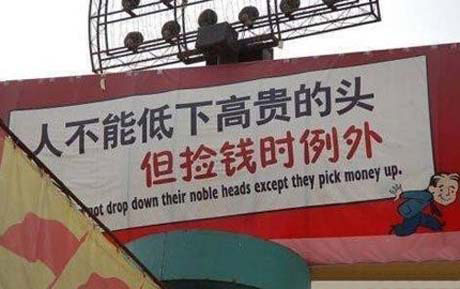 人不能低下高贵的头
但捡钱时例外
not drop down their noble heads except they pick money up.